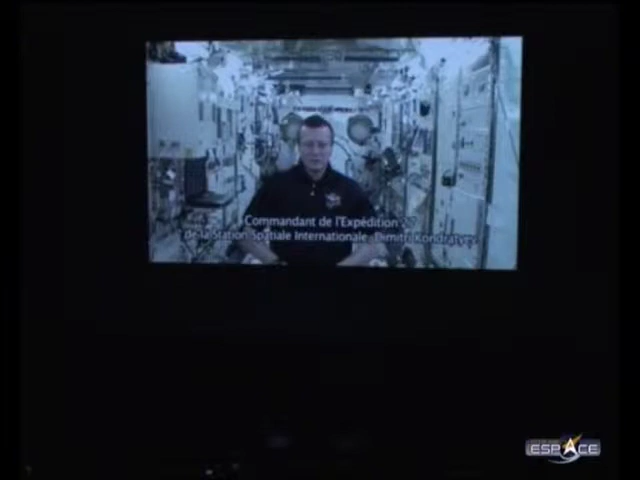 Commandant de l'Expédition 27
de la Station Spatiale Internationale, Dimitri Kondratyev
ESPACE